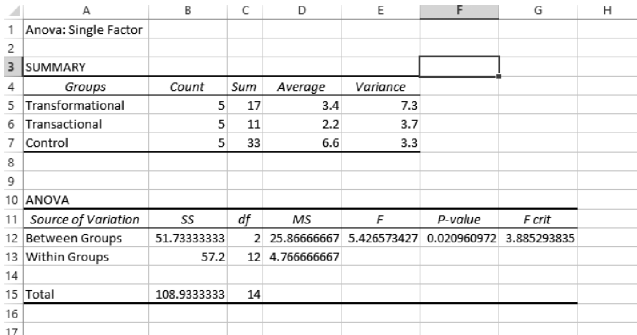 A B C D E F G H
1 Anova: Single Factor
2
3 SUMMARY
4 Groups Count Sum Average Variance
5 Transformational 5 17 3.4 7.3
6 Transactional 5 11 2.2 3.7
7 Control 5 33 6.6 3.3
8
9
10 ANOVA
11 Source of Variation SS df MS F P-value F crit
12 Between Groups 51.73333333 2 25.86666667 5.426573427 0.020960972 3.885293835
13 Within Groups 57.2 12 4.766666667
14
15 Total 108.9333333 14
16
17